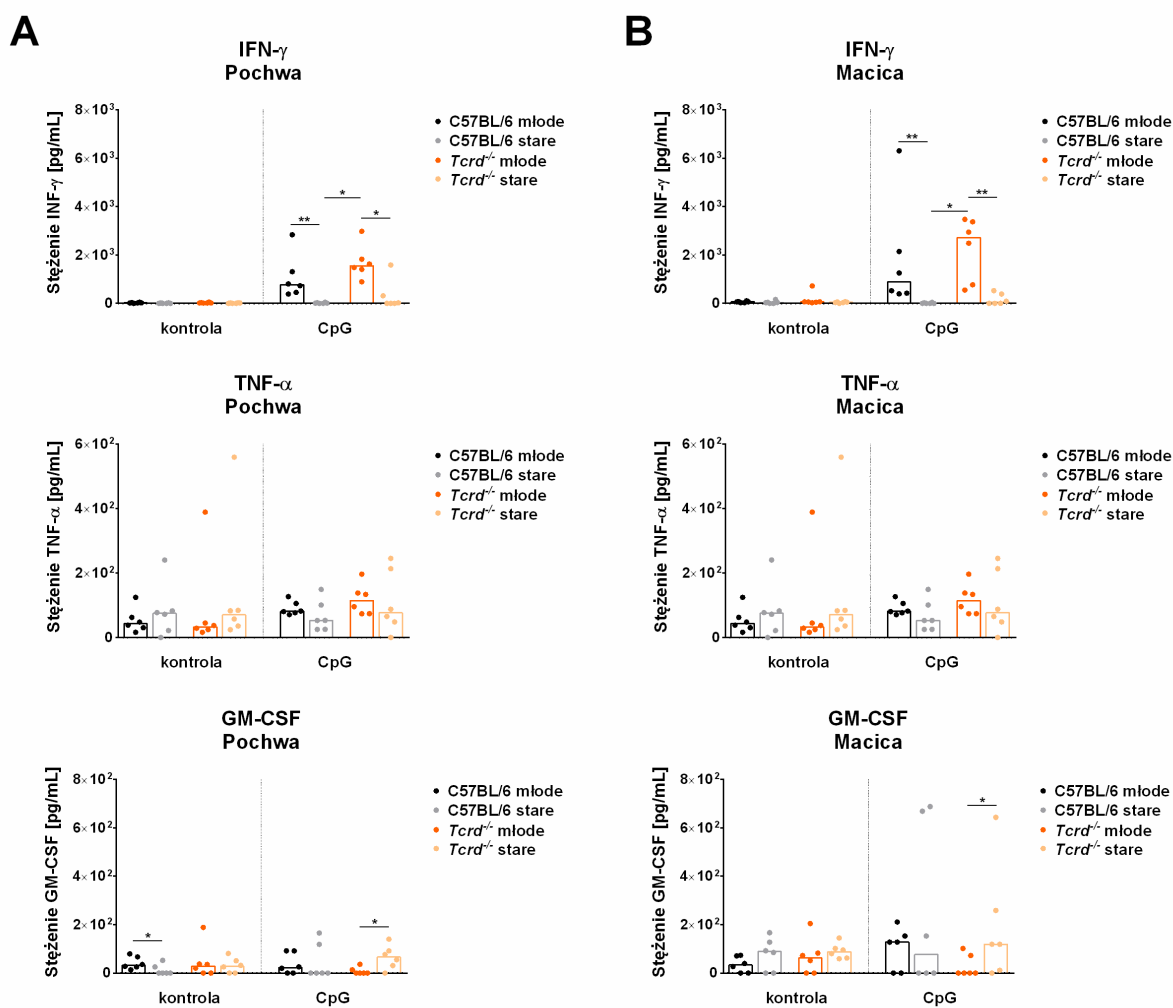 A
IFN-γ
Pochwa
Stężenie INF-γ [pg/mL]
8×10³
6×10³
4×10³
2×10³
0
**
*
*
kontrola
CpG
C57BL/6 młode
C57BL/6 stare
Tcrd-/- młode
Tcrd-/- stare
B
IFN-γ
Macica
Stężenie INF-γ [pg/mL]
8×10³
6×10³
4×10³
2×10³
0
**
*
**
kontrola
CpG
C57BL/6 młode
C57BL/6 stare
Tcrd-/- młode
Tcrd-/- stare
TNF-α
Pochwa
Stężenie TNF-α [pg/mL]
6×10²
4×10²
2×10²
0
kontrola
CpG
C57BL/6 młode
C57BL/6 stare
Tcrd-/- młode
Tcrd-/- stare
TNF-α
Macica
Stężenie TNF-α [pg/mL]
6×10²
4×10²
2×10²
0
kontrola
CpG
C57BL/6 młode
C57BL/6 stare
Tcrd-/- młode
Tcrd-/- stare
GM-CSF
Pochwa
Stężenie GM-CSF [pg/mL]
8×10²
6×10²
4×10²
2×10²
0
*
*
kontrola
CpG
C57BL/6 młode
C57BL/6 stare
Tcrd-/- młode
Tcrd-/- stare
GM-CSF
Macica
Stężenie GM-CSF [pg/mL]
8×10²
6×10²
4×10²
2×10²
0
*
kontrola
CpG
C57BL/6 młode
C57BL/6 stare
Tcrd-/- młode
Tcrd-/- stare